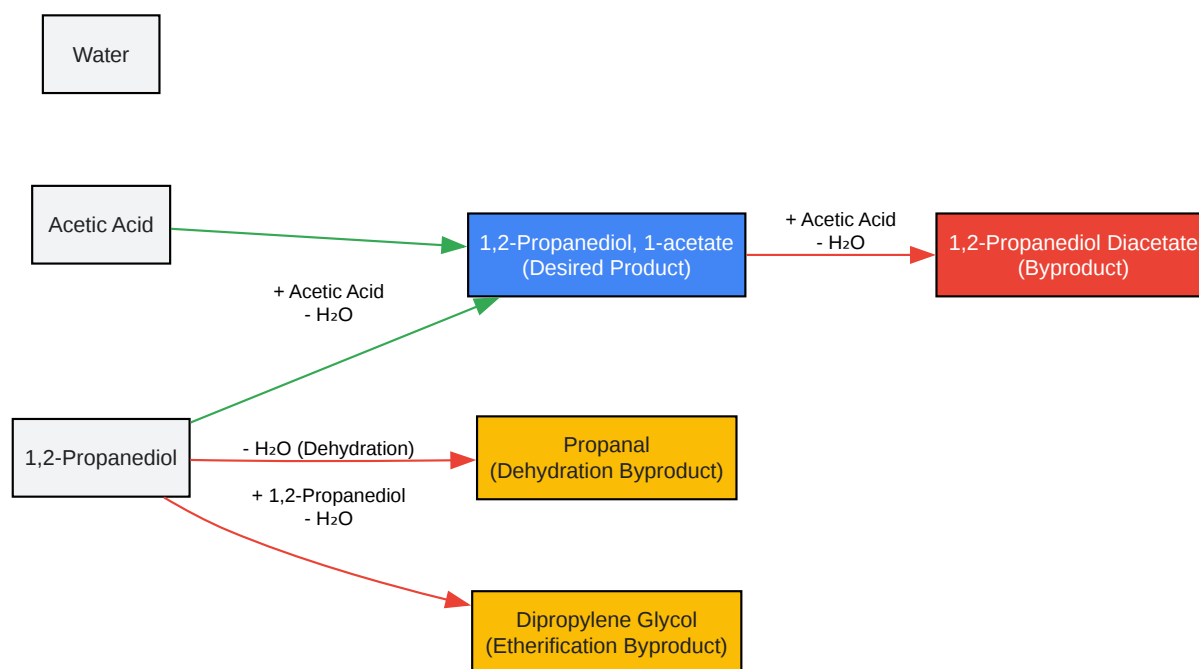 Water
Acetic Acid
1,2-Propanediol, 1-acetate
(Desired Product)
+ Acetic Acid
- H₂O
1,2-Propanediol Diacetate
(Byproduct)
+ Acetic Acid
- H₂O
1,2-Propanediol
- H₂O (Dehydration)
Propanal
(Dehydration Byproduct)
+ 1,2-Propanediol
- H₂O
Dipropylene Glycol
(Etherification Byproduct)